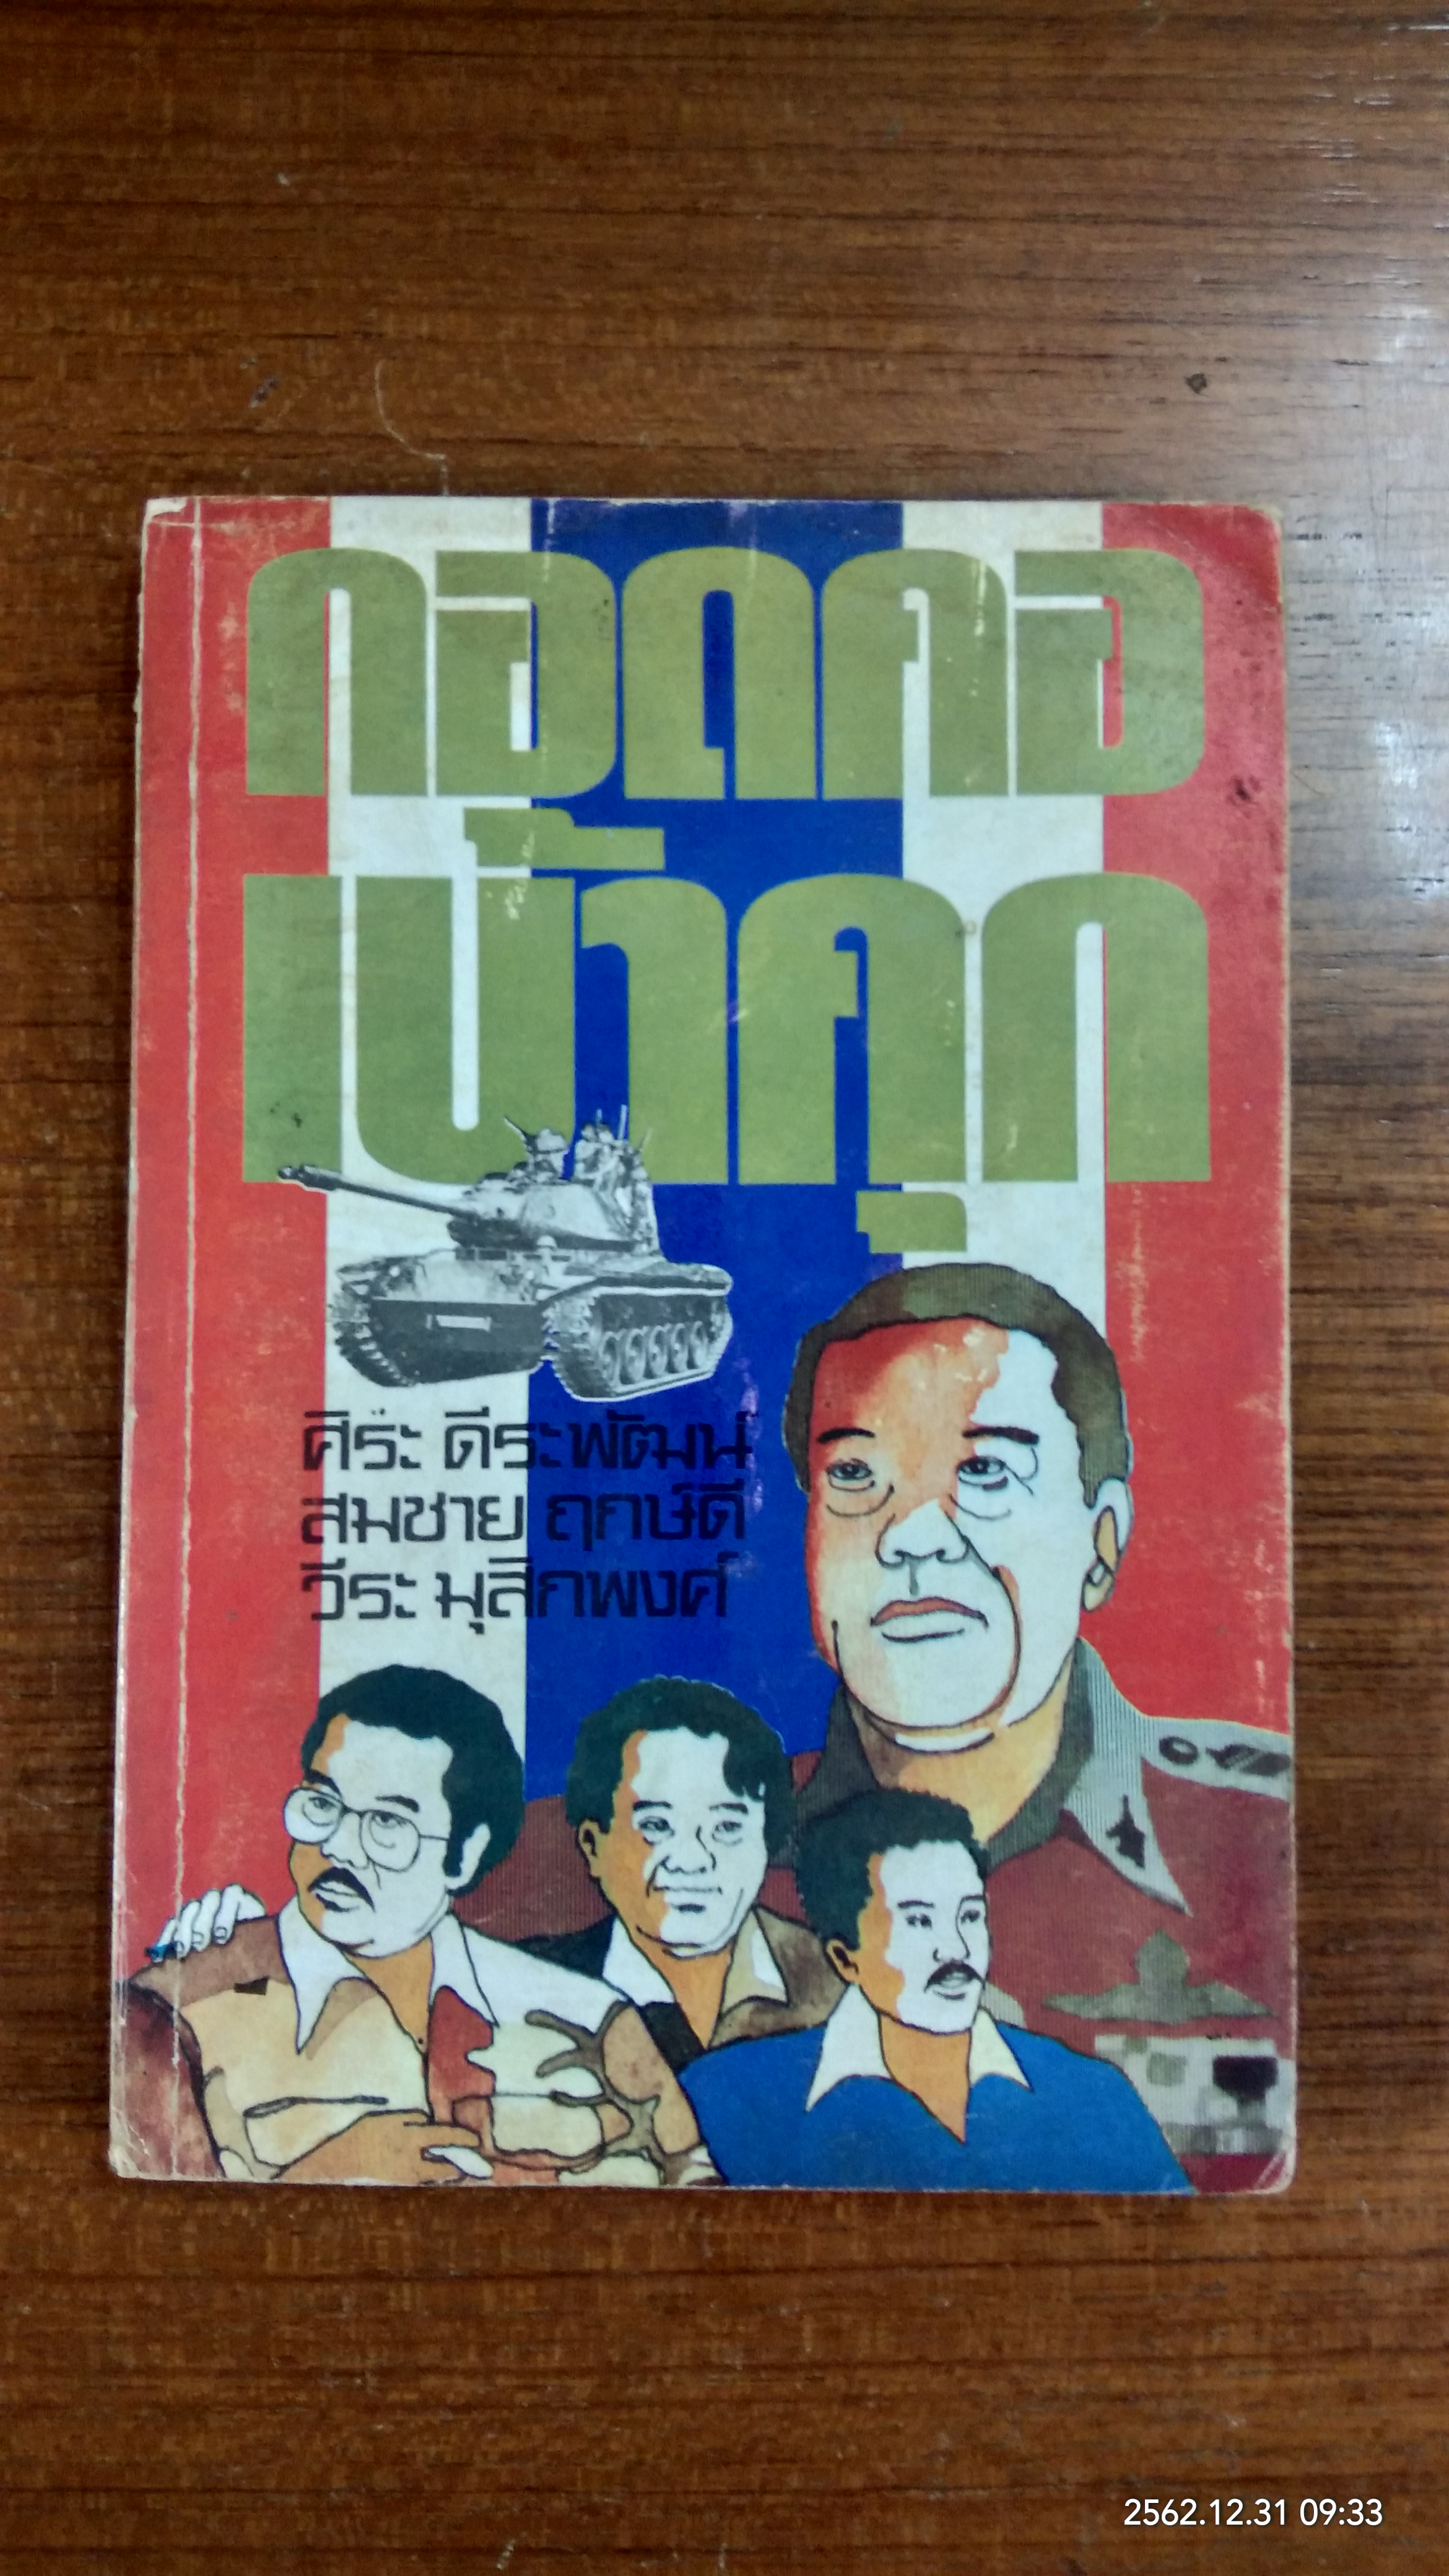 กอดคอ
เข้าคุก
ศิระ ตีระพัฒน์
สมชาย ฤกษ์ดี
วีระ มุสิกพงศ์
2562.12.31 09:33